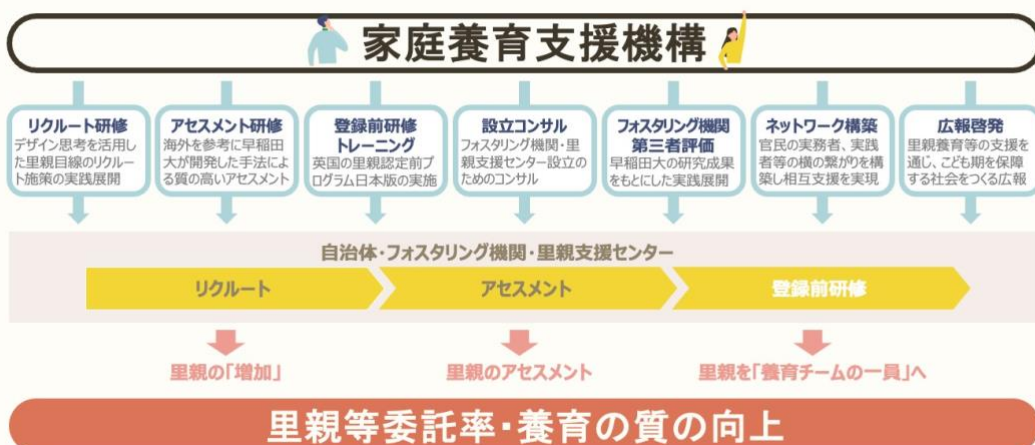 家庭養育支援機構
リクルート研修
デザイン思考を活用し
た里親目線のリクルー
ト施策の実践展開
アセスメント研修
海外を参考に早稲田
大が開発した手法によ
る質の高いアセスメント
登録前研修
トレーニング
英国の里親認定前プ
ログラム日本版の実施
設立コンサル
フォスタリング機関・里
親支援センター設立の
ためのコンサル
フォスタリング機関
第三者評価
早稲田大の研究成果
をもとにした実践展開
ネットワーク構築
官民の実務者、実践
者等の横の繋がりを構
築し相互支援を実現
広報啓発
里親養育等の支援を
通じ、こども期を保障
する社会をつくる広報
自治体・フォスタリング機関・里親支援センター
リクルート
アセスメント
登録前研修
里親の「増加」
里親のアセスメント
里親を「養育チームの一員」へ
里親等委託率・養育の質の向上